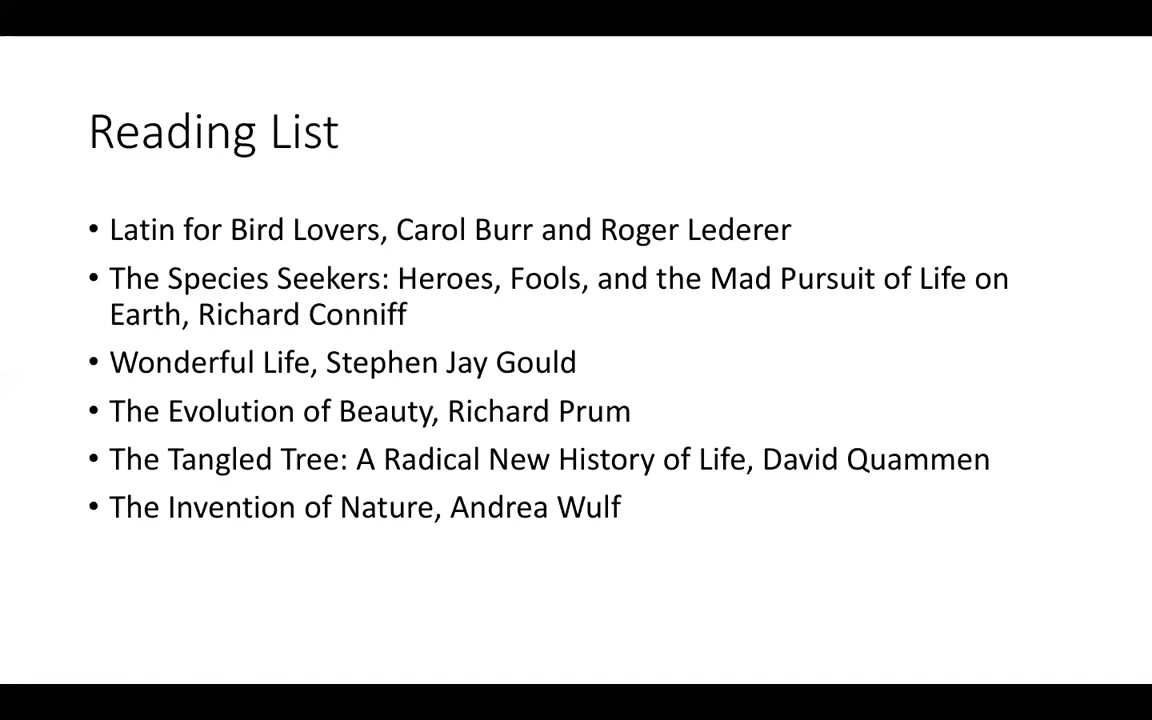 Reading List
• Latin for Bird Lovers, Carol Burr and Roger Lederer
• The Species Seekers: Heroes, Fools, and the Mad Pursuit of Life on
Earth, Richard Conniff
• Wonderful Life, Stephen Jay Gould
• The Evolution of Beauty, Richard Prum
• The Tangled Tree: A Radical New History of Life, David Quammen
• The Invention of Nature, Andrea Wulf